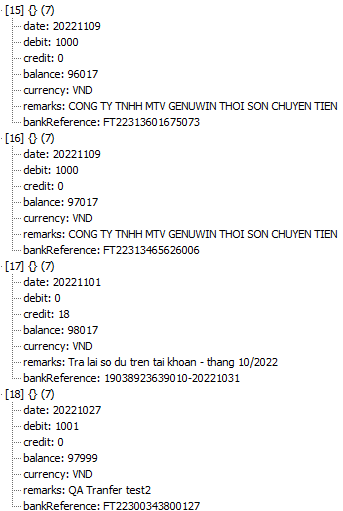 [15] {} (7)
date: 20221109
debit: 1000
credit: 0
balance: 96017
currency: VND
remarks: CONG TY TNHH MTV GENUWIN THOI SON CHUYEN TIEN
bankReference: FT22313601675073
[16] {} (7)
date: 20221109
debit: 1000
credit: 0
balance: 97017
currency: VND
remarks: CONG TY TNHH MTV GENUWIN THOI SON CHUYEN TIEN
bankReference: FT22313465626006
[17] {} (7)
date: 20221101
debit: 0
credit: 18
balance: 98017
currency: VND
remarks: Tra lai so du tren tai khoan - thang 10/2022
bankReference: 19038923639010-20221031
[18] {} (7)
date: 20221027
debit: 1001
credit: 0
balance: 97999
currency: VND
remarks: QA Tranfer test2
bankReference: FT22300343800127